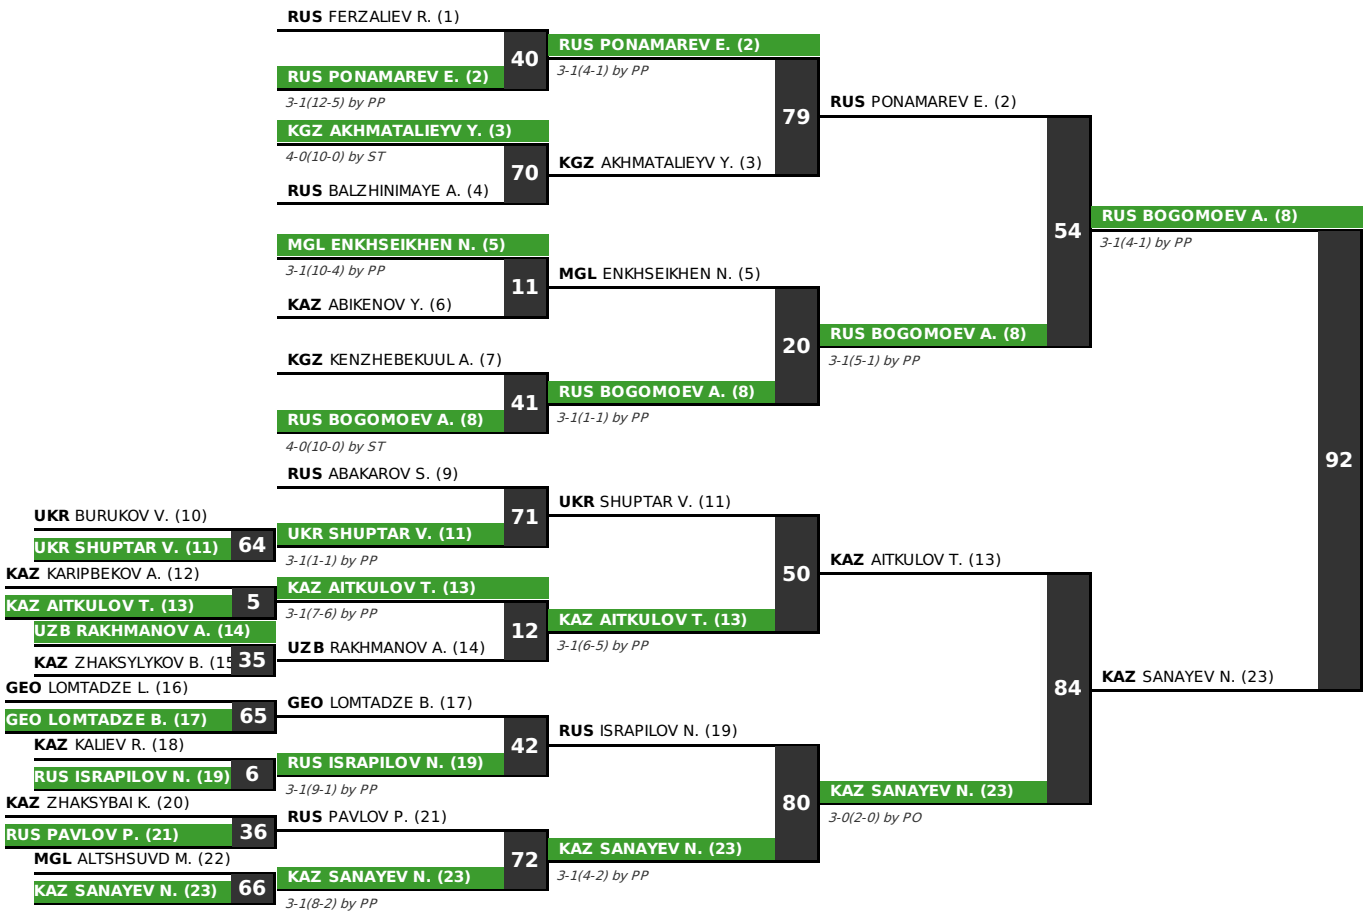 RUS FERZALIEV R. (1)
40
RUS PONAMAREV E. (2)
3-1(12-5) by PP
KGZ AKHMATALIEYV Y. (3)
4-0(10-0) by ST
70
RUS BALZHINIMAYE A. (4)
MGL ENKHSEIKHEN N. (5)
3-1(10-4) by PP
11
KAZ ABIKENOV Y. (6)
KGZ KENZHEBEKUUL A. (7)
41
RUS BOGOMOEV A. (8)
4-0(10-0) by ST
RUS ABAKAROV S. (9)
71
UKR BURUKOV V. (10)
64
UKR SHUPTAR V. (11)
UKR SHUPTAR V. (11)
3-1(1-1) by PP
KAZ KARIPBEKOV A. (12)
5
KAZ AITKULOV T. (13)
KAZ AITKULOV T. (13)
3-1(7-6) by PP
12
UZB RAKHMANOV A. (14)
35
KAZ ZHAKSYLYKOV B. (15
UZB RAKHMANOV A. (14)
GEO LOMTADZE L. (16)
65
GEO LOMTADZE B. (17)
GEO LOMTADZE B. (17)
42
KAZ KALIEV R. (18)
6
RUS ISRAPILOV N. (19)
RUS ISRAPILOV N. (19)
3-1(9-1) by PP
KAZ ZHAKSYBAI K. (20)
36
RUS PAVLOV P. (21)
RUS PAVLOV P. (21)
72
MGL ALTSHSUVD M. (22)
66
KAZ SANAYEV N. (23)
KAZ SANAYEV N. (23)
3-1(8-2) by PP
RUS PONAMAREV E. (2)
3-1(4-1) by PP
79
KGZ AKHMATALIEYV Y. (3)
MGL ENKHSEIKHEN N. (5)
20
RUS BOGOMOEV A. (8)
3-1(1-1) by PP
UKR SHUPTAR V. (11)
50
KAZ AITKULOV T. (13)
3-1(6-5) by PP
RUS ISRAPILOV N. (19)
80
KAZ SANAYEV N. (23)
3-1(4-2) by PP
RUS PONAMAREV E. (2)
54
RUS BOGOMOEV A. (8)
3-1(5-1) by PP
KAZ AITKULOV T. (13)
84
KAZ SANAYEV N. (23)
3-0(2-0) by PO
RUS BOGOMOEV A. (8)
3-1(4-1) by PP
92
KAZ SANAYEV N. (23)